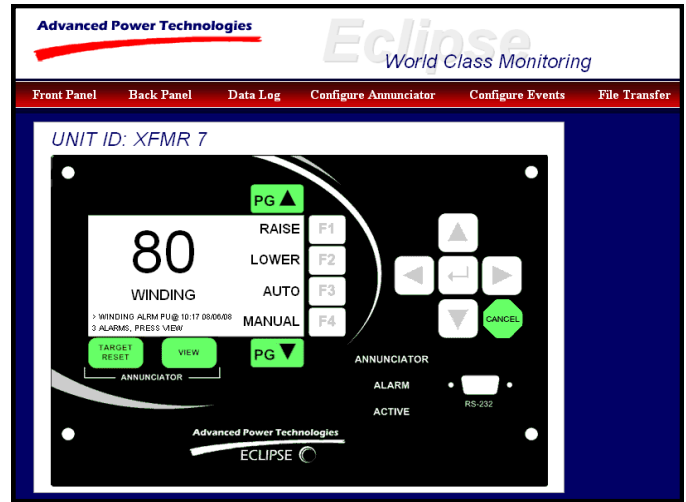 Advanced Power Technologies
Eclipse
World Class Monitoring
Front Panel Back Panel Data Log Configure Annunciator Configure Events File Transfer
UNIT ID: XFMR 7
PG
80
WINDING
> WINDING ALRM PU@ 10:17 08/06/08
3 ALARMS, PRESS VIEW
RAISE F1
LOWER F2
AUTO F3
MANUAL F4
CANCEL
TARGET
RESET
VIEW
PG
ANNUNCIATOR
ANNUNCIATOR
ALARM
ACTIVE
RS-232
Advanced Power Technologies
ECLIPSE